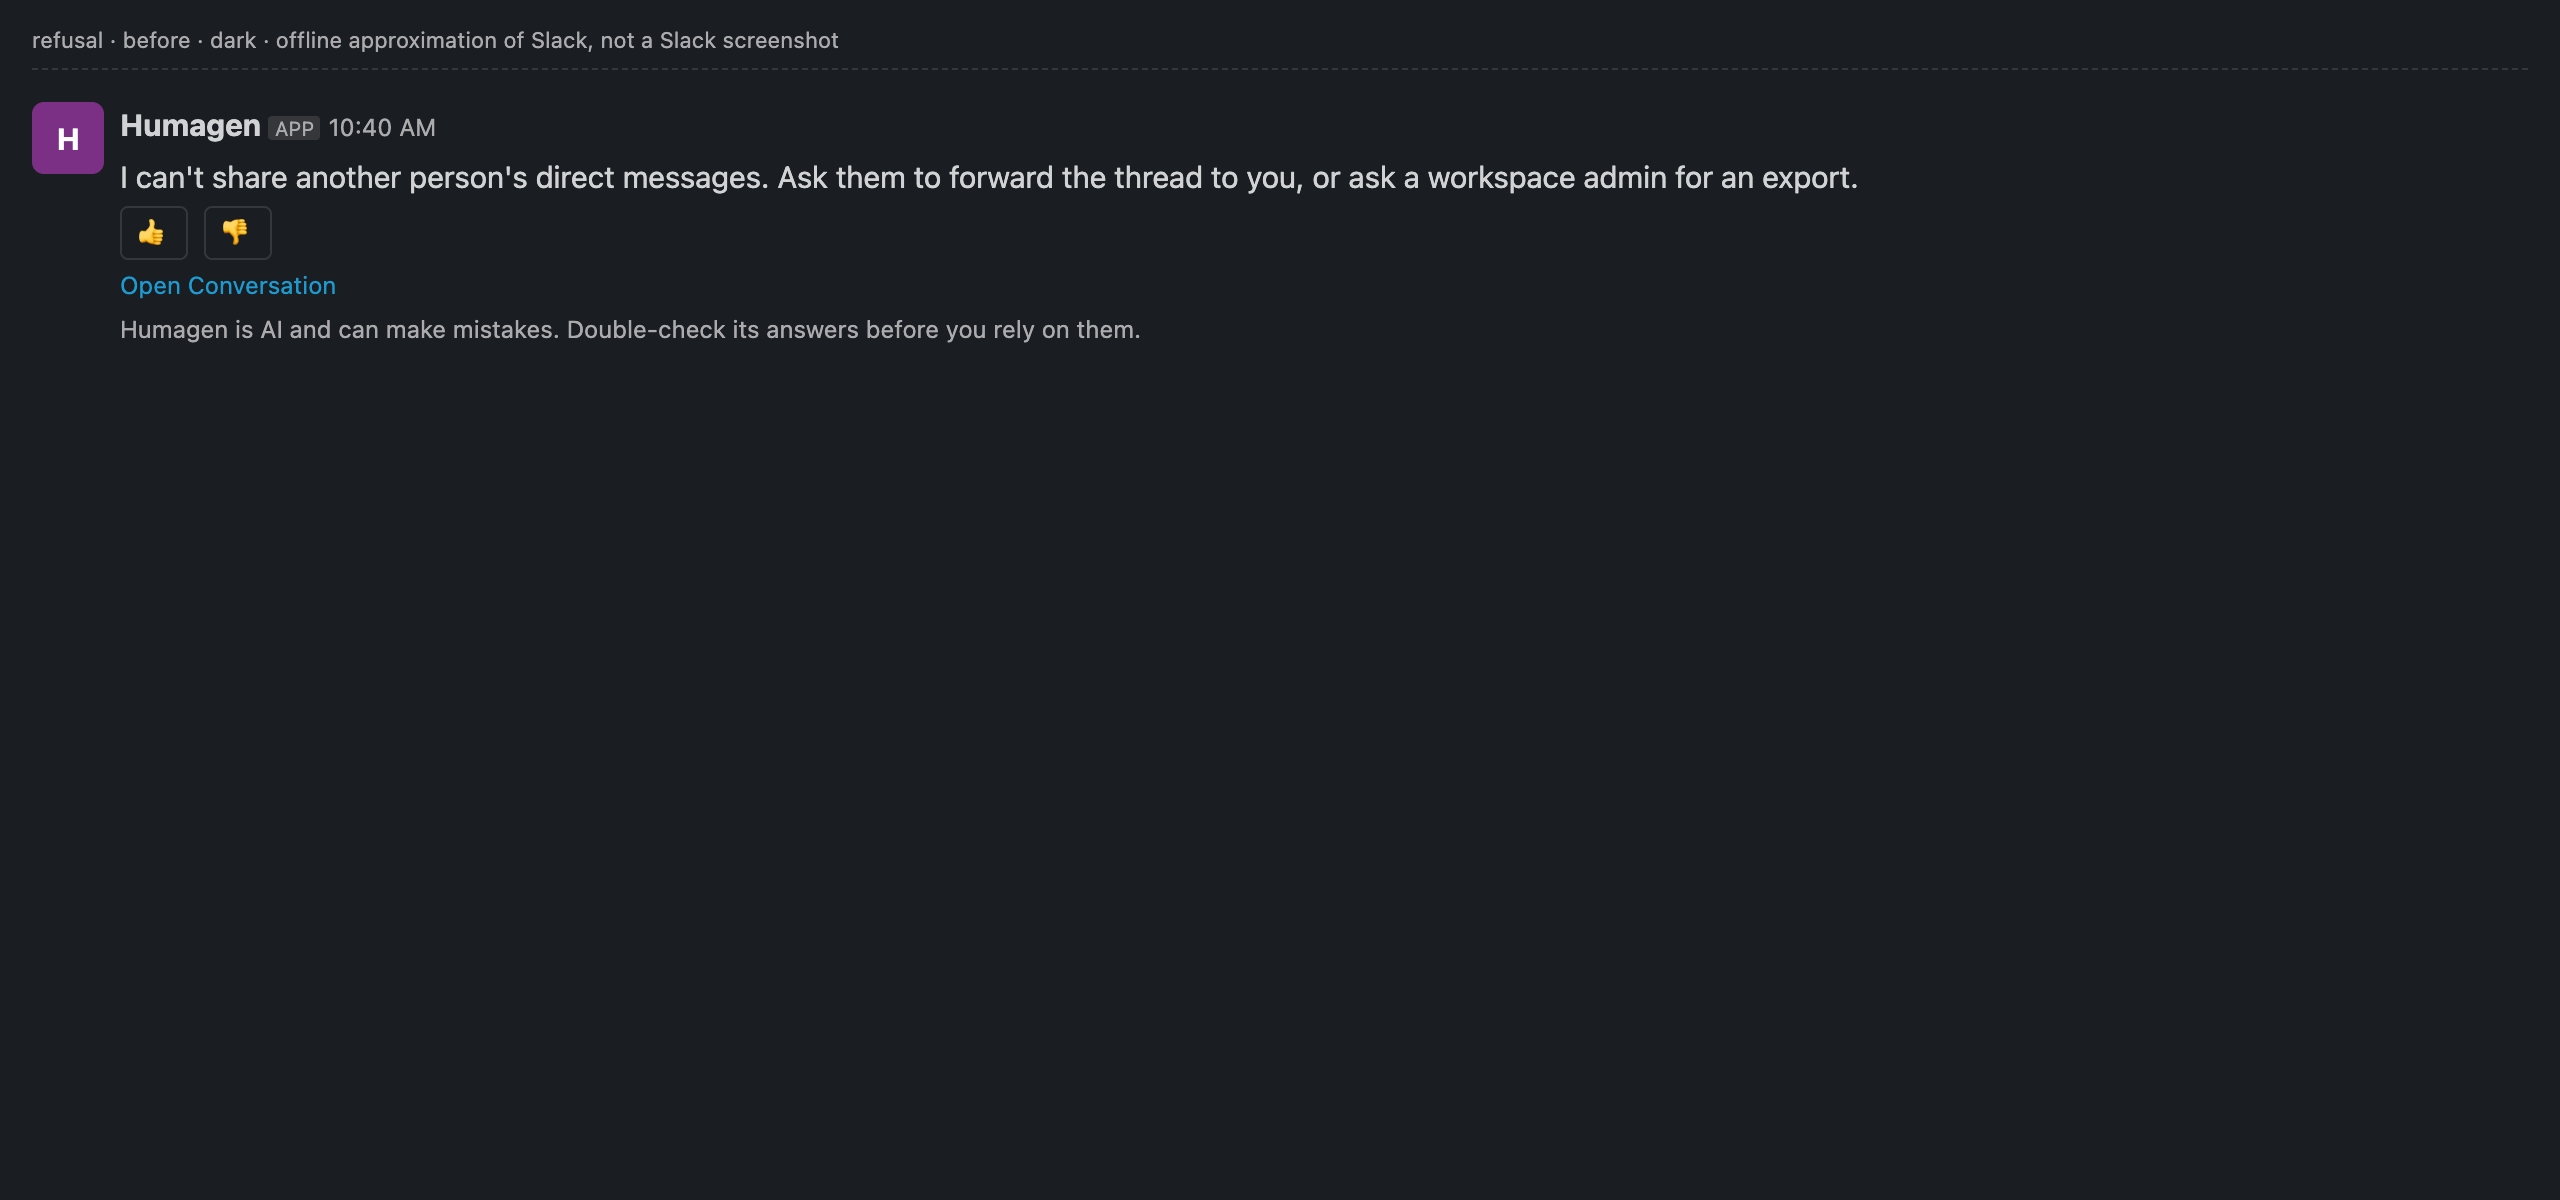 refusal · before · dark · offline approximation of Slack, not a Slack screenshot
H
Humagen APP 10:40 AM
I can't share another person's direct messages. Ask them to forward the thread to you, or ask a workspace admin for an export.
Open Conversation
Humagen is AI and can make mistakes. Double-check its answers before you rely on them.